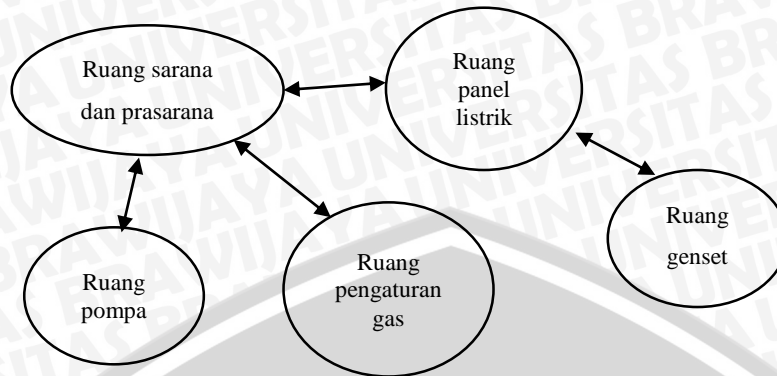 Ruang sarana
dan prasarana
Ruang
panel
listrik
Ruang
genset
Ruang
pompa
Ruang
pengaturan
gas